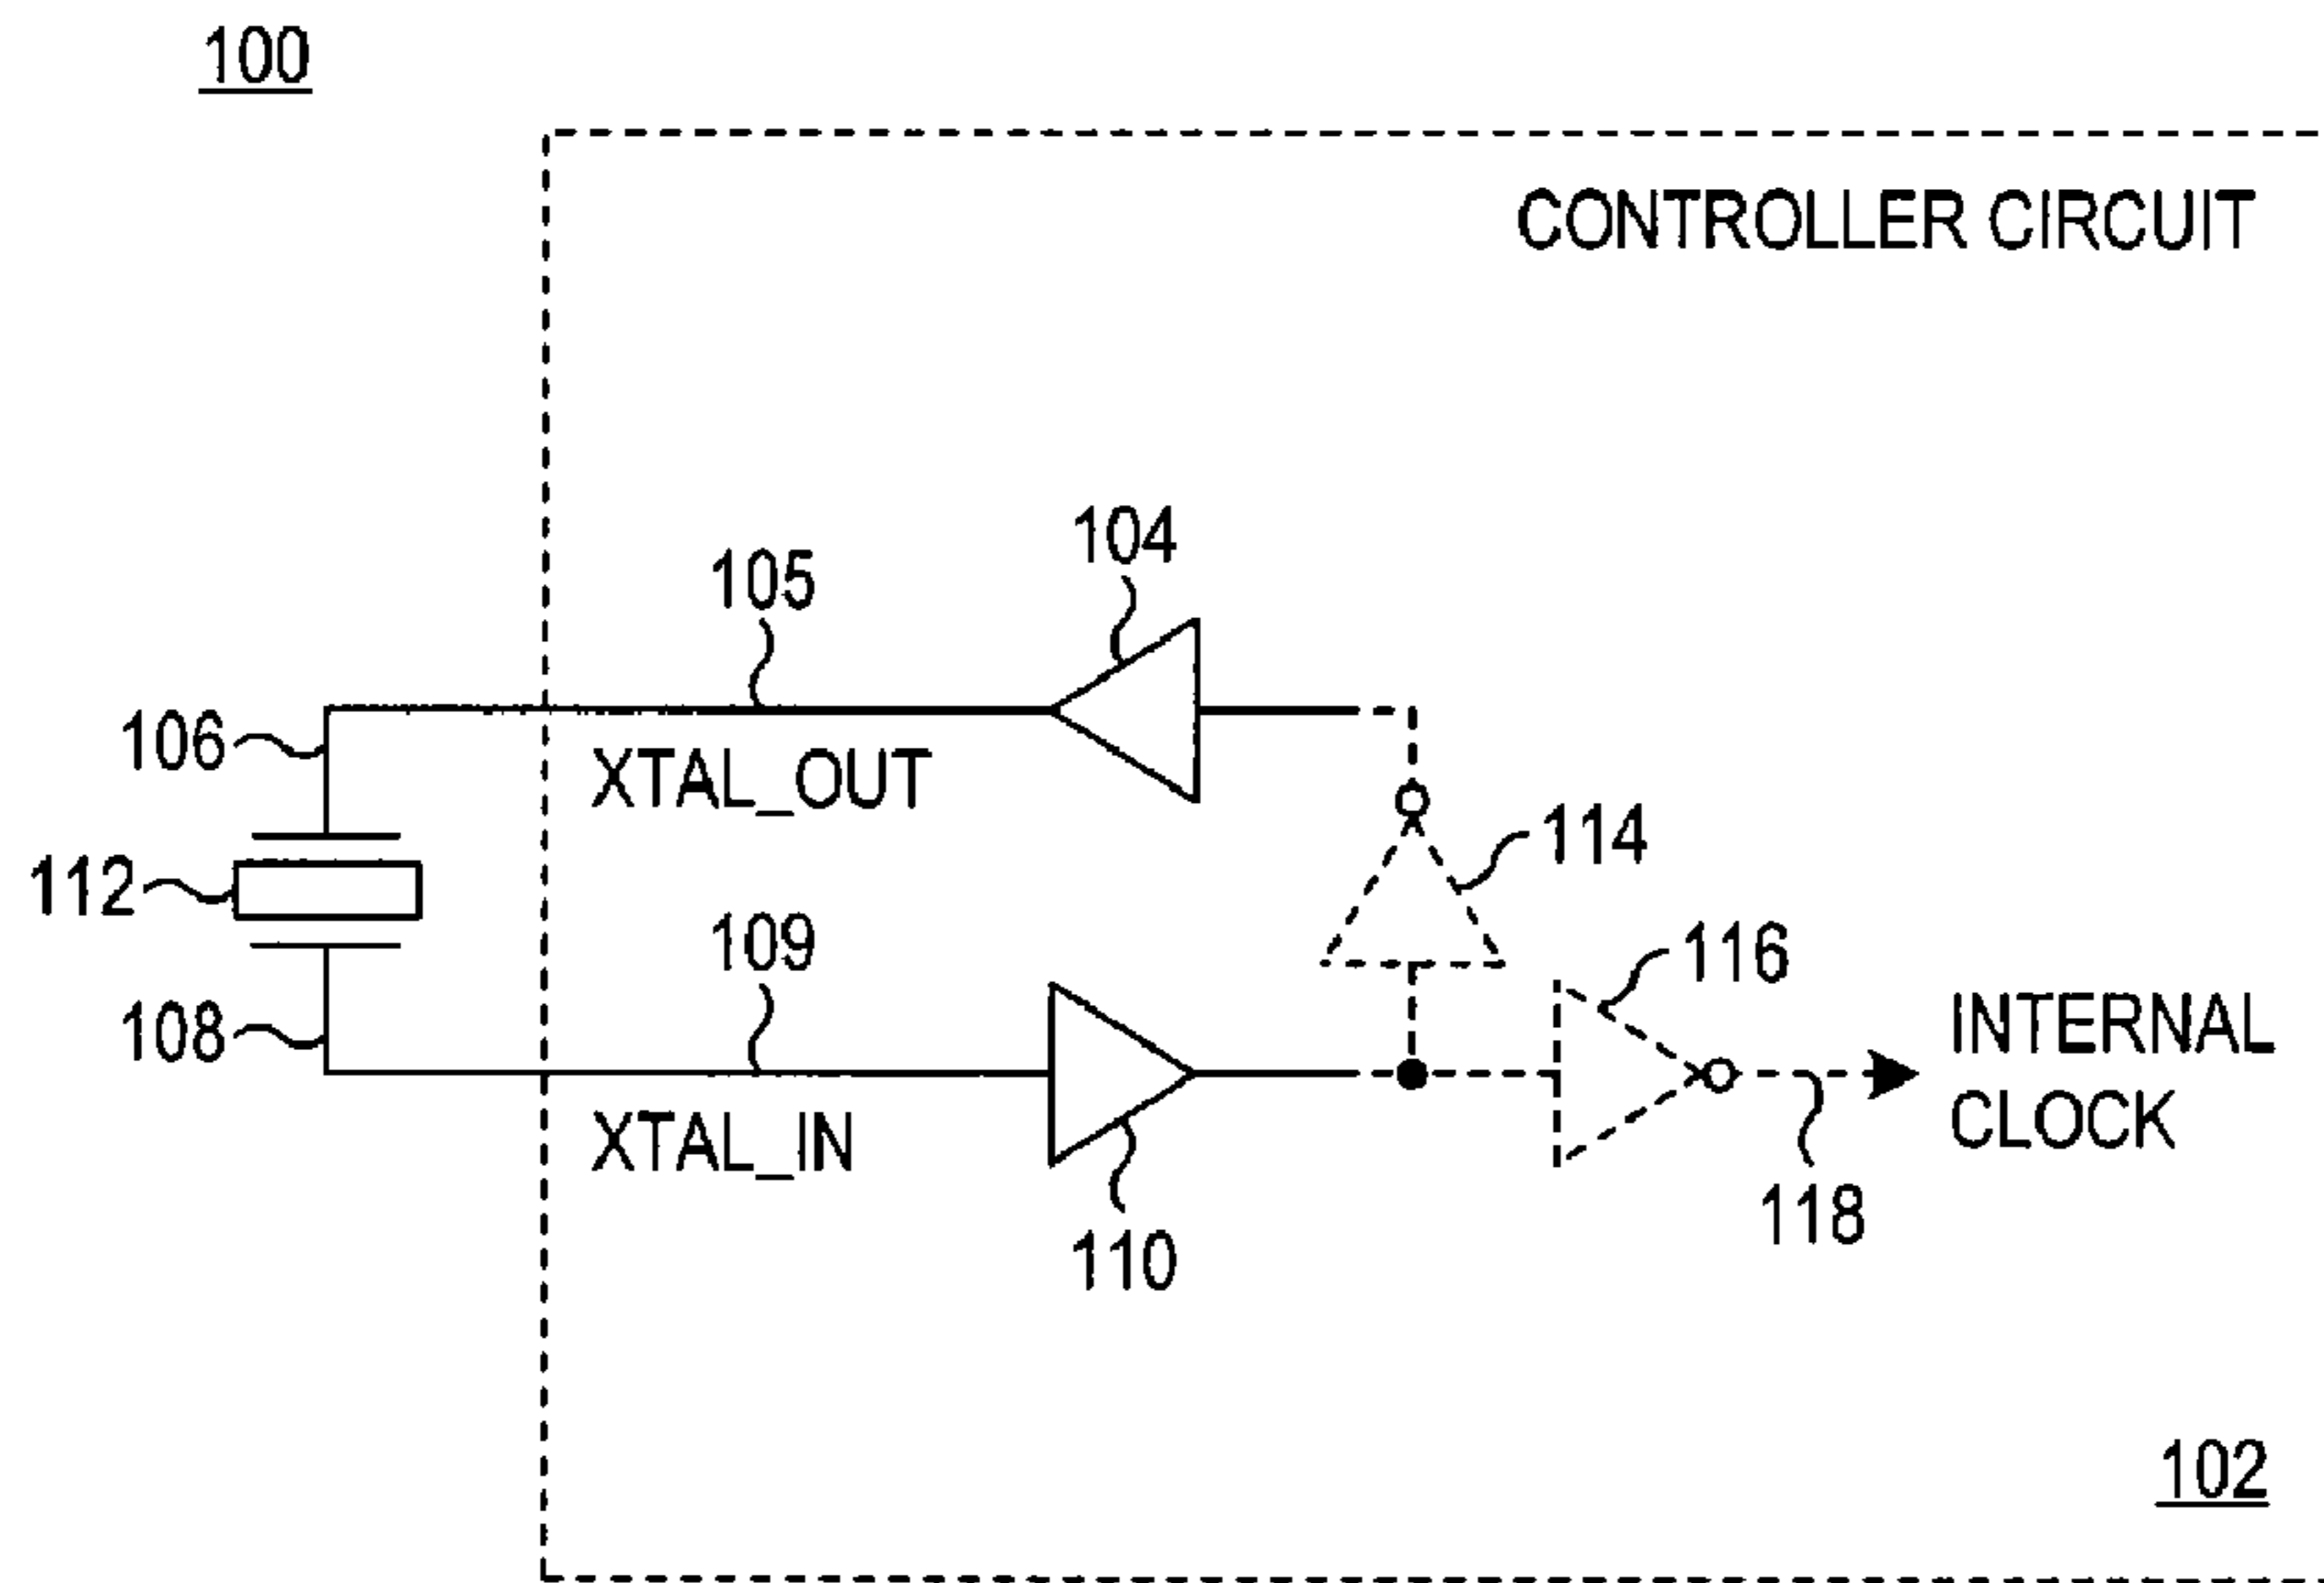 100
CONTROLLER CIRCUIT
104
105
106
XTAL_OUT
114
112
109
116
108
INTERNAL
CLOCK
XTAL_IN
118
110
102